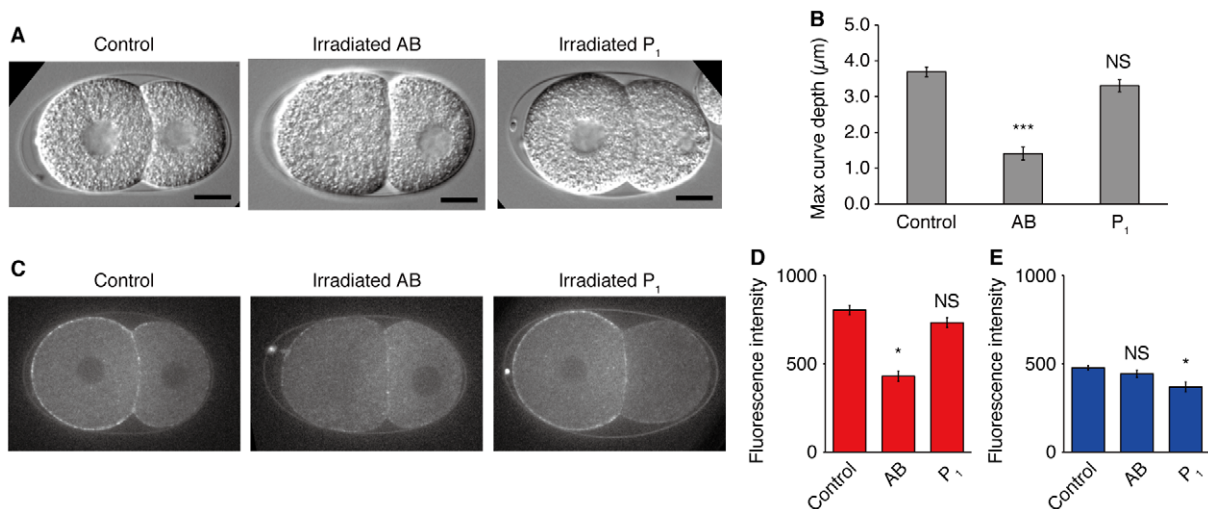 A
Control
Irradiated AB
Irradiated P1
B
Max curve depth (μm)
5.0
4.0
3.0
2.0
1.0
0.0
***
NS
Control
AB
P1
C
Control
Irradiated AB
Irradiated P1
D
Fluorescence intensity
1000
500
0
*
NS
Control
AB
P1
E
Fluorescence intensity
1000
500
0
NS
*
Control
AB
P1